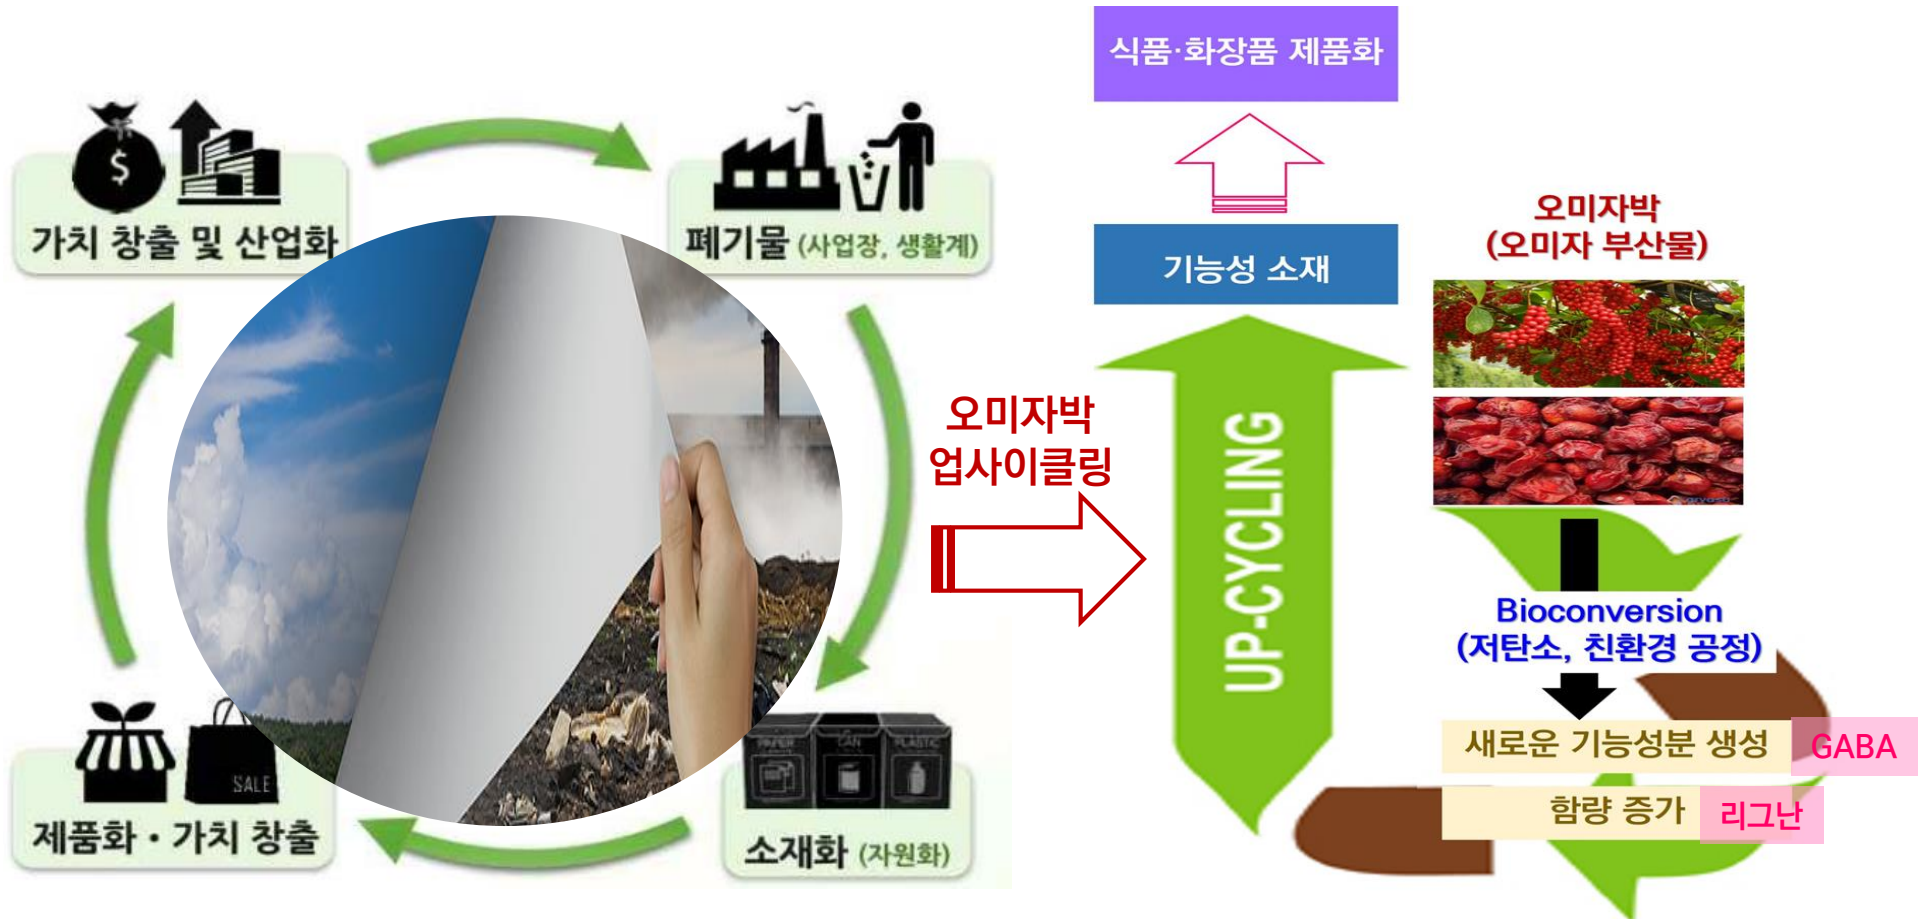 가치 창출 및 산업화
폐기물 (사업장, 생활계)
PAPER
CAN
PLASTIC
소재화 (자원화)
SALE
제품화 · 가치 창출
오미자박
업사이클링
식품·화장품 제품화
기능성 소재
UP-CYCLING
오미자박
(오미자 부산물)
Bioconversion
(저탄소, 친환경 공정)
새로운 기능성분 생성 GABA
함량 증가 리그난